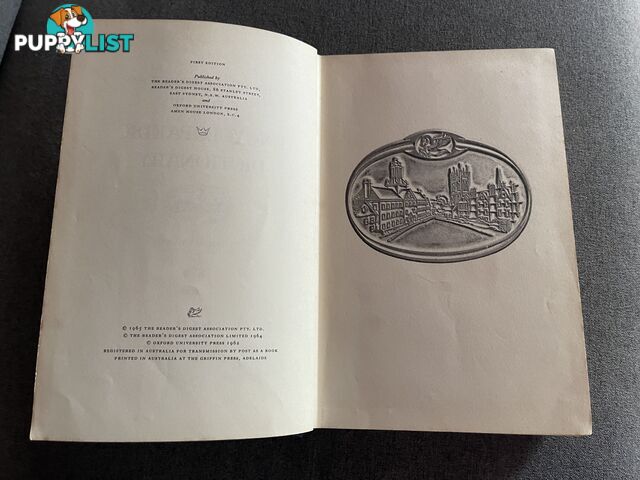 PUPPYLIST
FIRST EDITION
Published by
THE READER'S DIGEST ASSOCIATION PTY. LTD.
READER'S DIGEST HOUSE, 86 STANLEY STREET,
EAST SYDNEY, N.S.W. AUSTRALIA
and
OXFORD UNIVERSITY PRESS
AMEN HOUSE LONDON, E.C.4
© 1965 THE READER'S DIGEST ASSOCIATION PTY. LTD.
© THE READER'S DIGEST ASSOCIATION LIMITED 1964
© OXFORD UNIVERSITY PRESS 1962
REGISTERED IN AUSTRALIA FOR TRANSMISSION BY POST AS A BOOK
PRINTED IN AUSTRALIA AT THE GRIFFIN PRESS, ADELAIDE